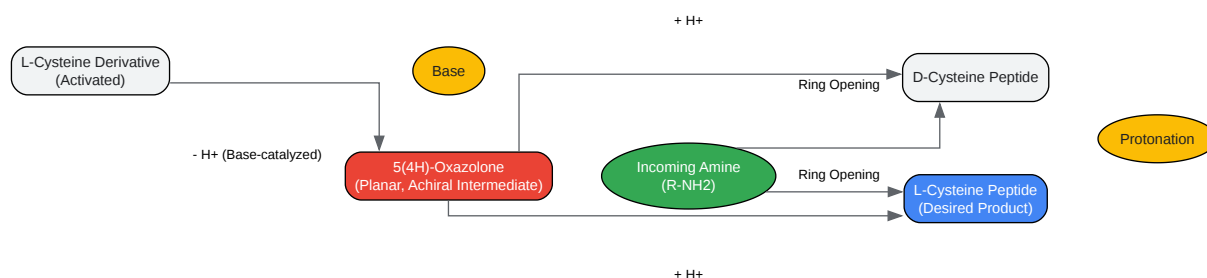 + H+
L-Cysteine Derivative
(Activated)
Base
D-Cysteine Peptide
Ring Opening
Protonation
- H+ (Base-catalyzed)
5(4H)-Oxazolone
(Planar, Achiral Intermediate)
Incoming Amine
(R-NH2)
Ring Opening
L-Cysteine Peptide
(Desired Product)
+ H+